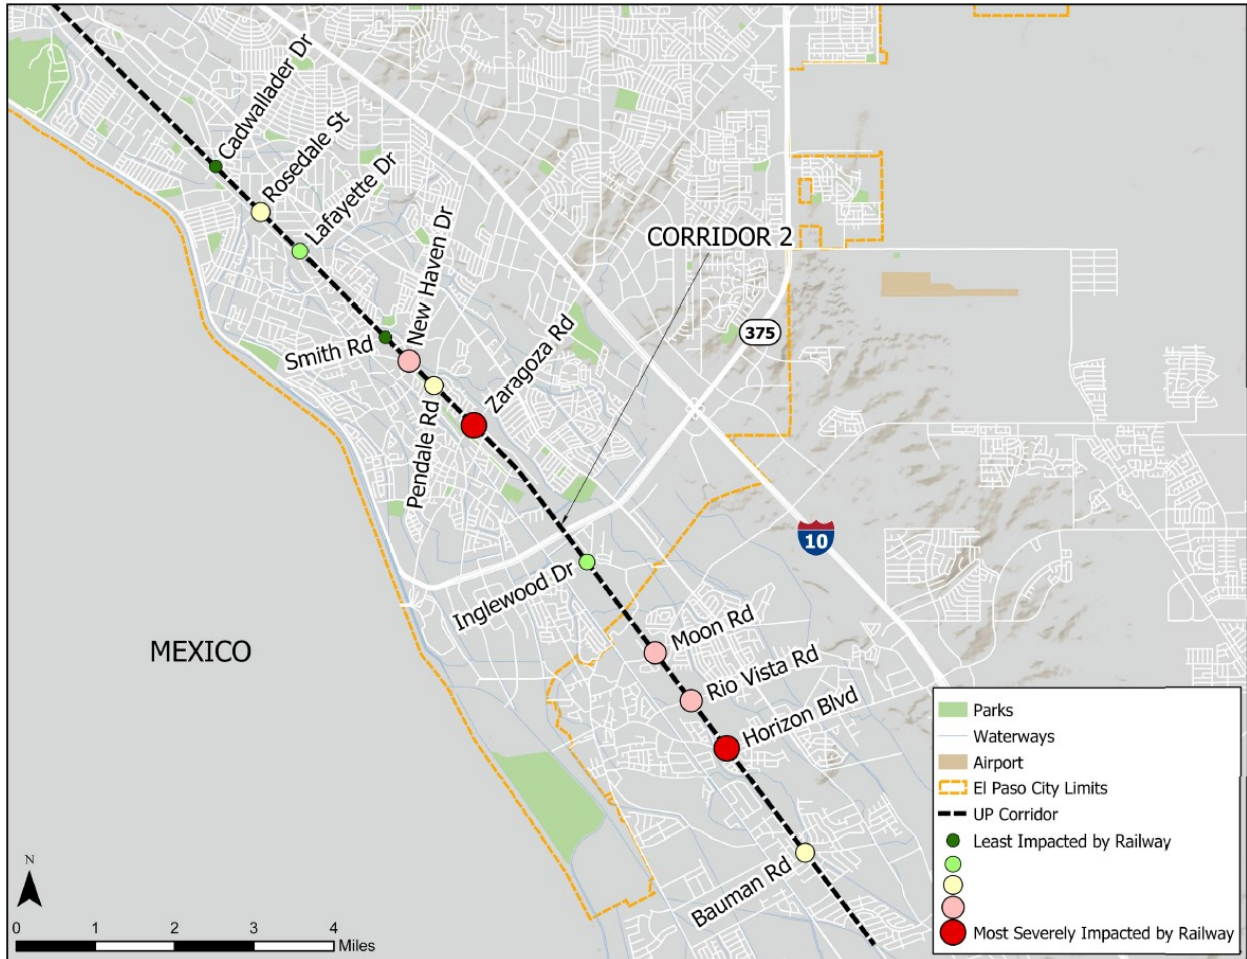 Cadwallader Dr
Rosedale St
Lafayette Dr
New Haven Dr
CORRIDOR 2
Smith Rd
375
Zaragoza Rd
Pendale Rd
10
Inglewood Dr
Moon Rd
MEXICO
Rio Vista Rd
Horizon Blvd
Bauman Rd
Parks
Waterways
Airport
El Paso City Limits
UP Corridor
Least Impacted by Railway
Most Severely Impacted by Railway
N
0 1 2 3 4
Miles